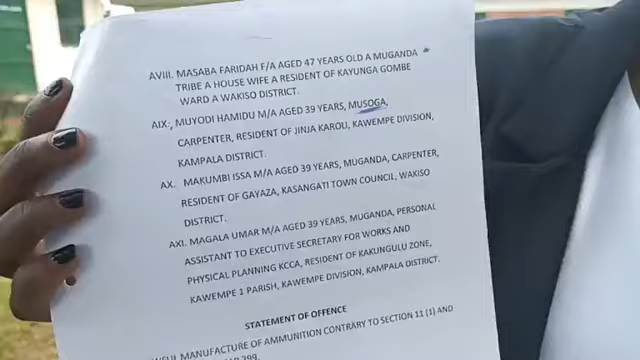 AVIII. MASABA FARIDAH F/A AGED 47 YEARS OLD A MUGANDA
TRIBE A HOUSE WIFE A RESIDENT OF KAYUNGA GOMBE
WARD A WAKISO DISTRICT.
AIX:, MUYODI HAMIDU M/A AGED 39 YEARS, MUSOGA,
CARPENTER, RESIDENT OF JINJA KAROLI, KAWEMPE DIVISION,
KAMPALA DISTRICT.
AX. MAKUMBI ISSA M/A AGED 39 YEARS, MUGANDA, CARPENTER,
RESIDENT OF GAYAZA, KASANGATI TOWN COUNCIL, WAKISO
DISTRICT.
AXI. MAGALA UMAR M/A AGED 39 YEARS, MUGANDA, PERSONAL
ASSISTANT TO EXECUTIVE SECRETARY FOR WORKS AND
PHYSICAL PLANNING KCCA, RESIDENT OF KAKUNGULU ZONE,
KAWEMPE 1 PARISH, KAWEMPE DIVISION, KAMPALA DISTRICT.
STATEMENT OF OFFENCE
MANUFACTURE OF AMMUNITION CONTRARY TO SECTION 11 (1) AND
299.